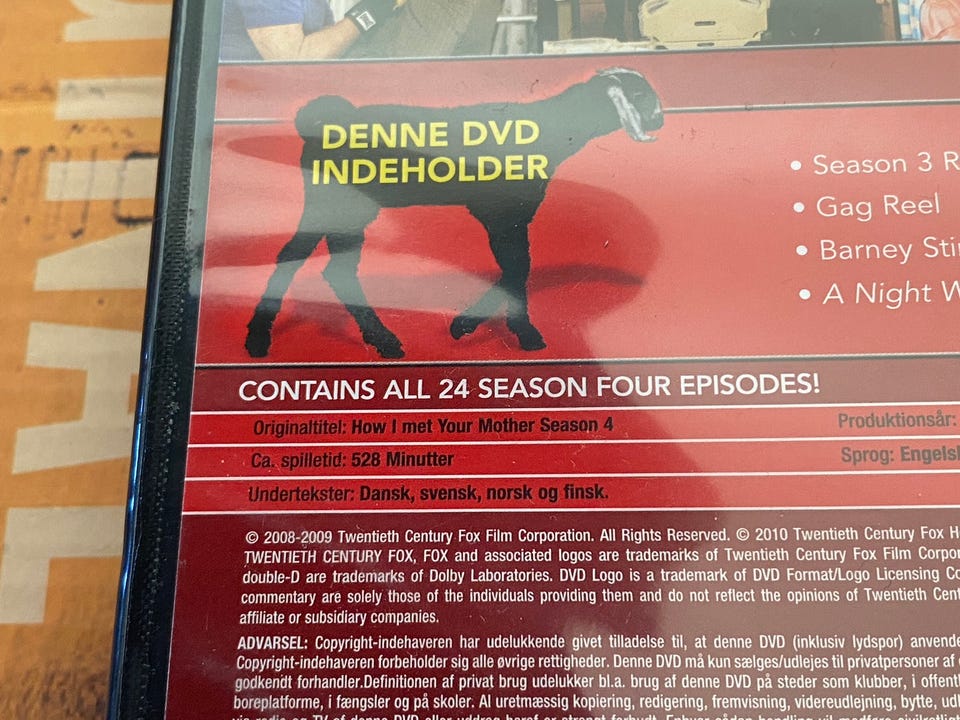 DENNE DVD
INDEHOLDER
• Season 3 R
• Gag Reel
• Barney Sti
• A Night W
CONTAINS ALL 24 SEASON FOUR EPISODES!
Originaltitel: How I met Your Mother Season 4
Produktionsår:
Ca. spilletid: 528 Minutter
Sprog: Engels
Undertekster: Dansk, svensk, norsk og finsk.
© 2008-2009 Twentieth Century Fox Film Corporation. All Rights Reserved. © 2010 Twentieth Century Fox H
TWENTIETH CENTURY FOX, FOX and associated logos are trademarks of Twentieth Century Fox Film Corpor
double-D are trademarks of Dolby Laboratories. DVD Logo is a trademark of DVD Format/Logo Licensing Co
commentary are solely those of the individuals providing them and do not reflect the opinions of Twentieth Cent
affiliate or subsidiary companies.
ADVARSEL: Copyright-indehaveren har udelukkende givet tilladelse til, at denne DVD (inklusiv lydspor) anvende
Copyright-indehaveren forbeholder sig alle øvrige rettigheder. Denne DVD må kun sælges/udlejes til privatpersoner af
godkendt forhandler.Definitionen af privat brug udelukker bl.a. brug af denne DVD på steder som klubber, i offent
boreplatforme, i fængsler og på skoler. Al uretmæssig kopiering, redigering, fremvisning, videreudlejning, bytte, ud